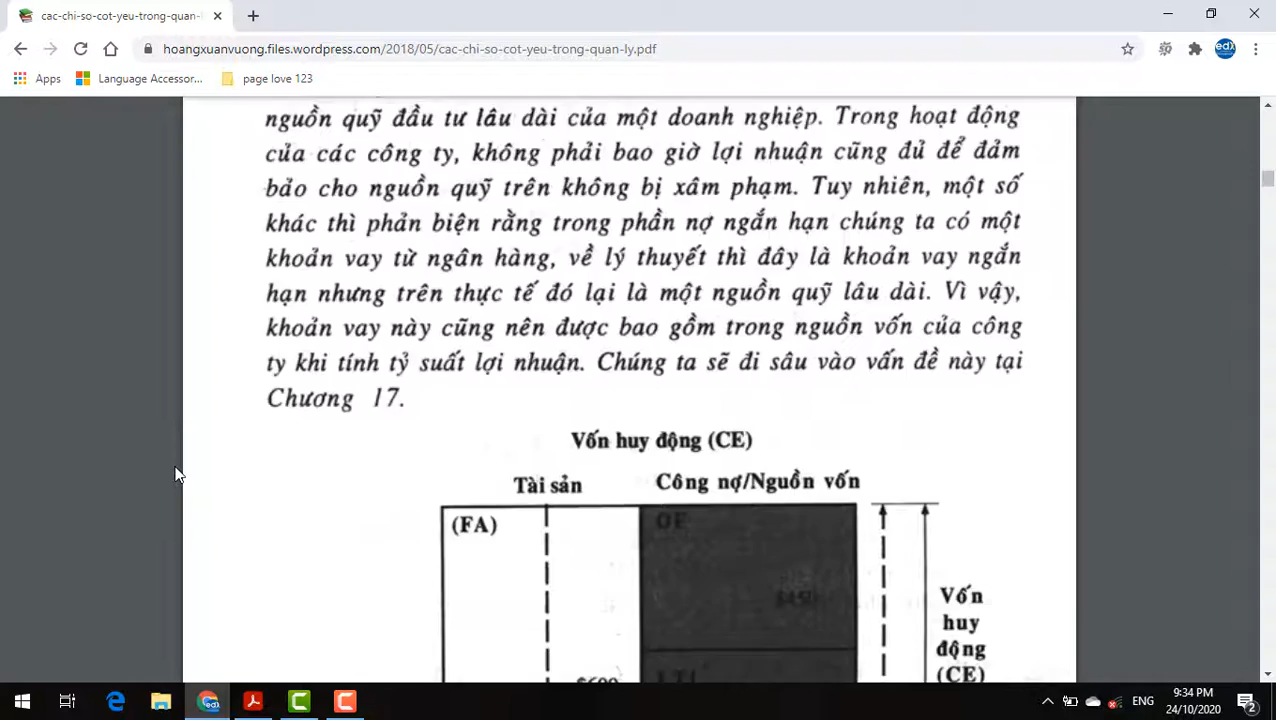 cac-chi-so-cot-yeu-trong-quan-l
hoangxuanvuong.files.wordpress.com/2018/05/cac-chi-so-cot-yeu-trong-quan-ly.pdf
edX
Apps
Language Accessor...
page love 123
nguồn quỹ đầu tư lâu dài của một doanh nghiệp. Trong hoạt động
của các công ty, không phải bao giờ lợi nhuận cũng đủ để đảm
bảo cho nguồn quỹ trên không bị xâm phạm. Tuy nhiên, một số
khác thì phản biện rằng trong phần nợ ngắn hạn chúng ta có một
khoản vay từ ngân hàng, về lý thuyết thì đây là khoản vay ngắn
hạn nhưng trên thực tế đó lại là một nguồn quỹ lâu dài. Vì vậy,
khoản vay này cũng nên được bao gồm trong nguồn vốn của công
ty khi tính tỷ suất lợi nhuận. Chúng ta sẽ đi sâu vào vấn đề này tại
Chương 17.
Vốn huy động (CE)
Tài sản
Công nợ/Nguồn vốn
(FA)
OF
$450
Vốn
huy
động
(CE)
$600
LTL
edX
ENG
9:34 PM
24/10/2020
2